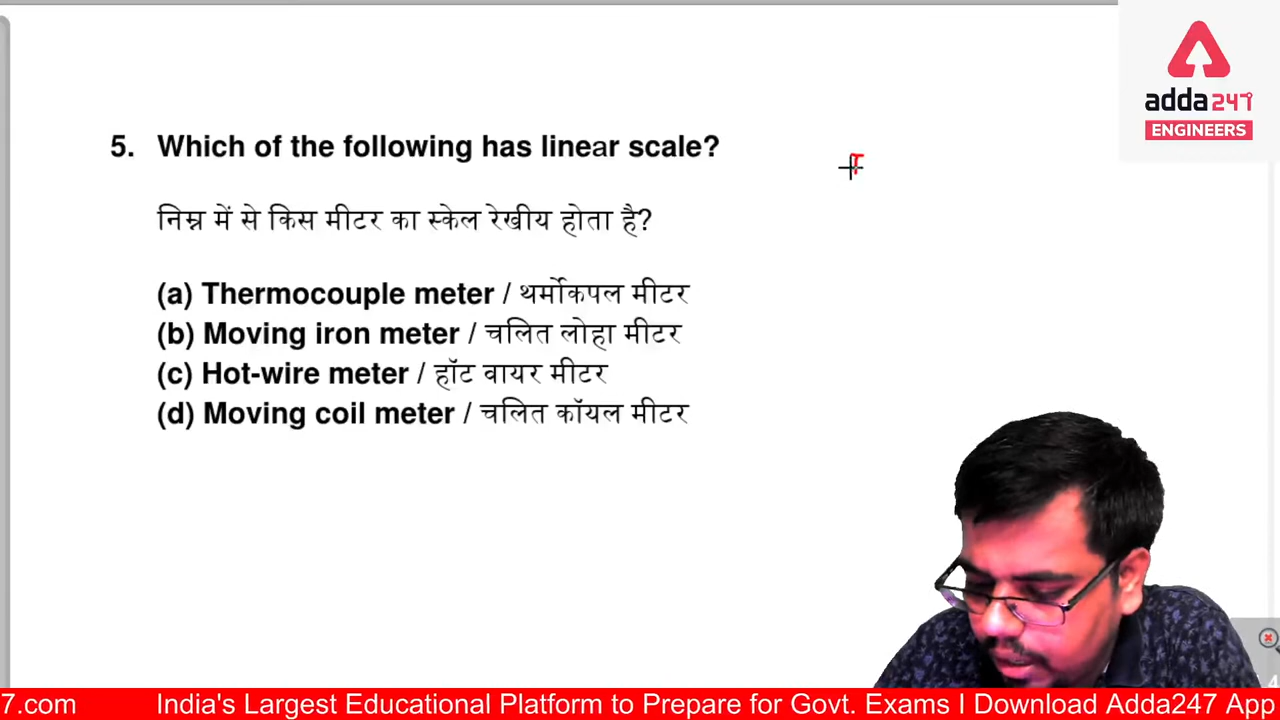 adda247
ENGINEERS
5. Which of the following has linear scale?
निम्न में से किस मीटर का स्केल रेखीय होता है?
(a) Thermocouple meter / थर्मोकपल मीटर
(b) Moving iron meter / चलित लोहा मीटर
(c) Hot-wire meter / हॉट वायर मीटर
(d) Moving coil meter / चलित कॉयल मीटर
7.com India's Largest Educational Platform to Prepare for Govt. Exams I Download Adda247 App